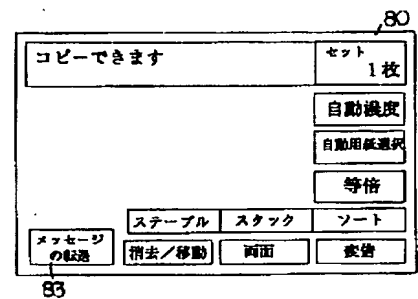 80
コピーできます
セット
1枚
自動濃度
自動用紙選択
等倍
ステープル スタック ソート
メッセージ
の転送
消去/移動 両面 変倍
83